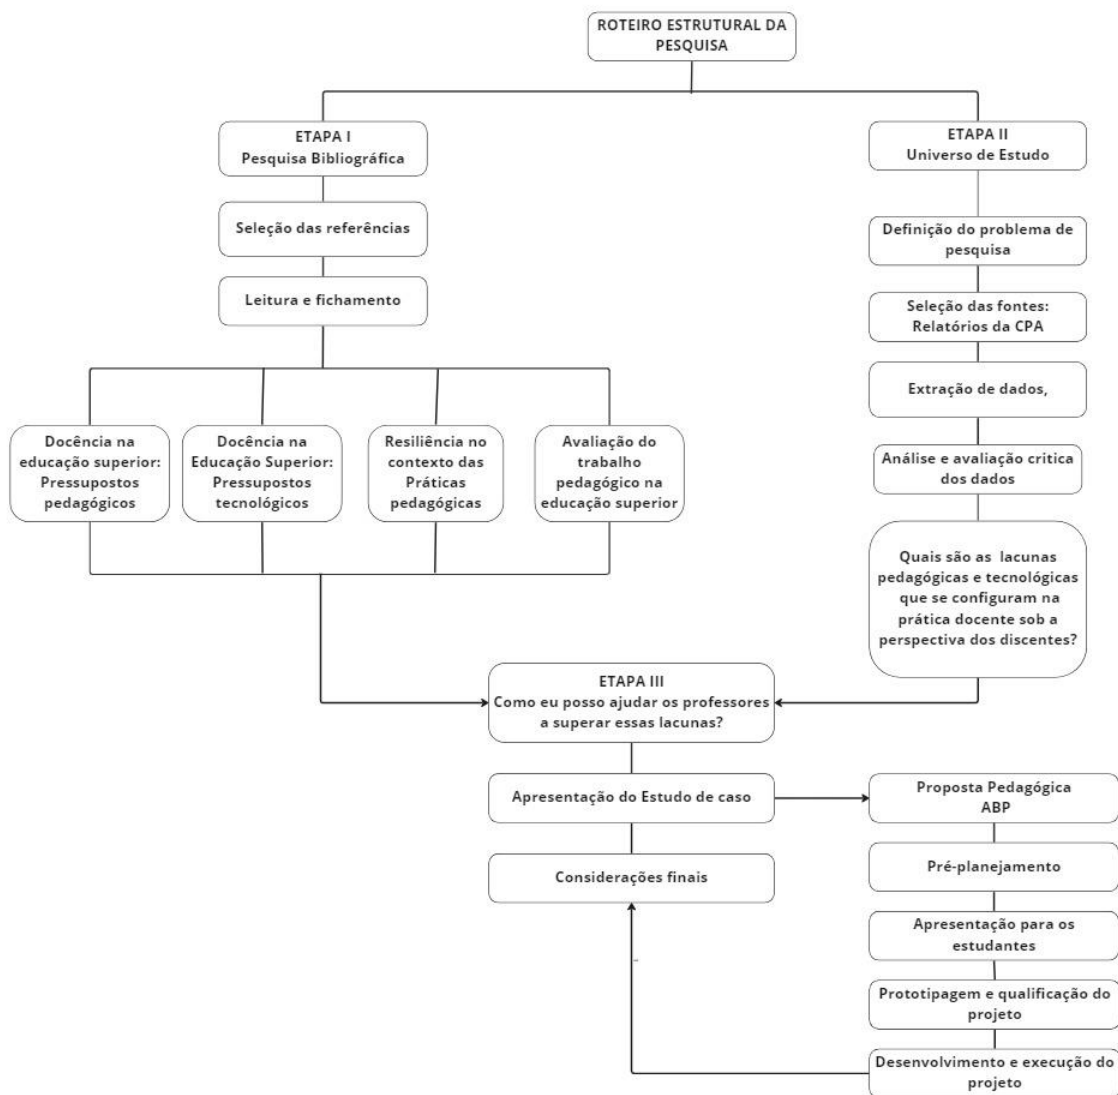 ROTEIRO ESTRUTURAL DA
PESQUISA
ETAPA I
Pesquisa Bibliográfica
Seleção das referências
Leitura e fichamento
Docência na
educação superior:
Pressupostos
pedagógicos
Docência na
Educação Superior:
Pressupostos
tecnológicos
Resiliência no
contexto das
Práticas
pedagógicas
Avaliação do
trabalho
pedagógico na
educação superior
ETAPA II
Universo de Estudo
Definição do problema de
pesquisa
Seleção das fontes:
Relatórios da CPA
Extração de dados,
Análise e avaliação critica
dos dados
Quais são as lacunas
pedagógicas e tecnológicas
que se configuram na
prática docente sob a
perspectiva dos discentes?
ETAPA III
Como eu posso ajudar os professores
a superar essas lacunas?
Apresentação do Estudo de caso
Considerações finais
Proposta Pedagógica
ABP
Pré-planejamento
Apresentação para os
estudantes
Prototipagem e qualificação do
projeto
Desenvolvimento e execução do
projeto